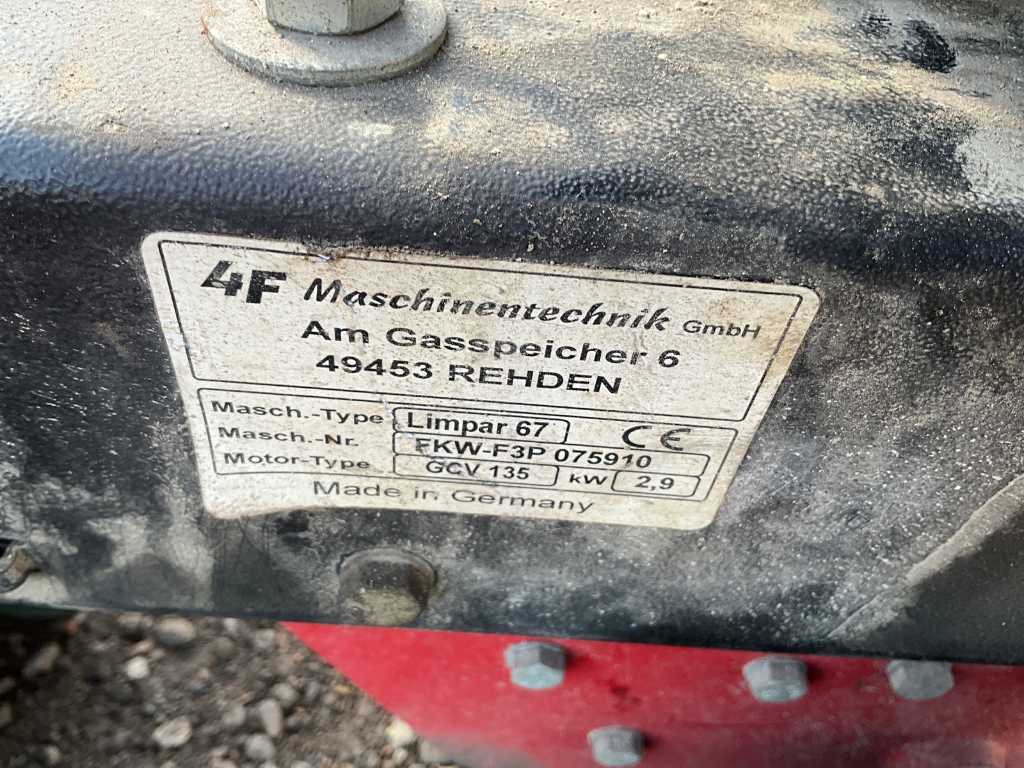 4F Maschinentechnik GmbH
Am Gasspeicher 6
49453 REHDEN
Masch.-Type Limpar 67 CE
Masch.-Nr. FKW-F3P 075910
Motor-Type GCV 135 kW 2,9
Made in Germany